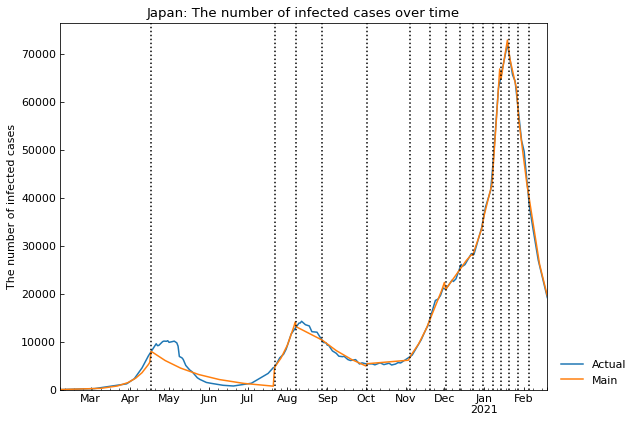 Japan: The number of infected cases over time
The number of infected cases
70000
60000
50000
40000
30000
20000
10000
0
Mar Apr May Jun Jul Aug Sep Oct Nov Dec Jan Feb
2021
Actual
Main